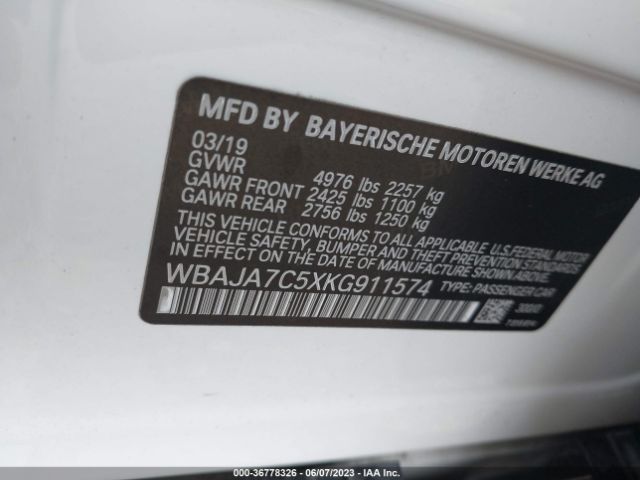 MFD BY BAYERISCHE MOTOREN WERKE AG
03/19
GVWR 4976 lbs 2257 kg
GAWR FRONT 2425 lbs 1100 kg
GAWR REAR 2756 lbs 1250 kg
THIS VEHICLE CONFORMS TO ALL APPLICABLE U.S. FEDERAL MOTOR
VEHICLE SAFETY, BUMPER AND THEFT PREVENTION STANDARDS
IN EFFECT ON THE DATE OF MANUFACTURE SHOWN ABOVE.
WBAJA7C5XKG911574 TYPE: PASSENGER CAR
000-36778326 - 06/07/2023 - IAA Inc.